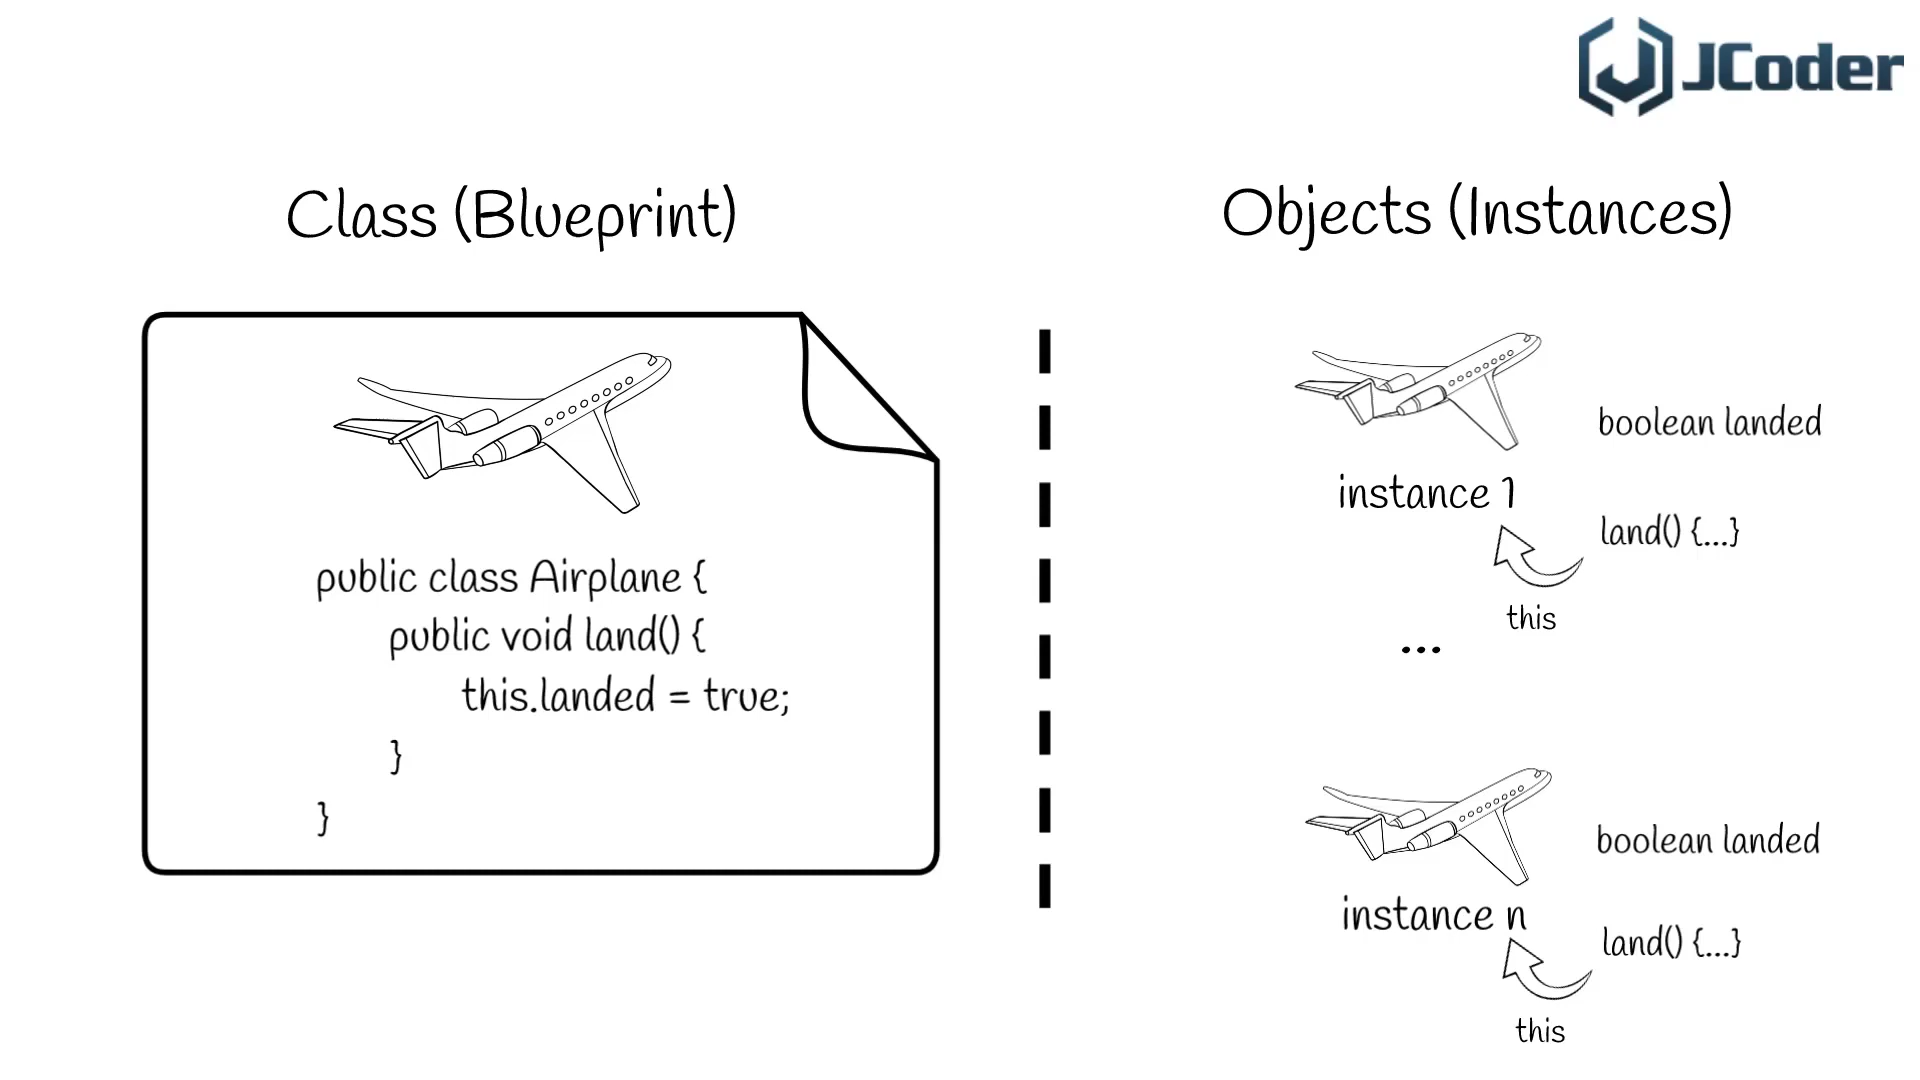 JCoder
Class (Blueprint)
public class Airplane {
public void land() {
this.landed = true;
}
}
Objects (Instances)
boolean landed
instance 1
land() {...}
this
...
boolean landed
instance n
land() {...}
this